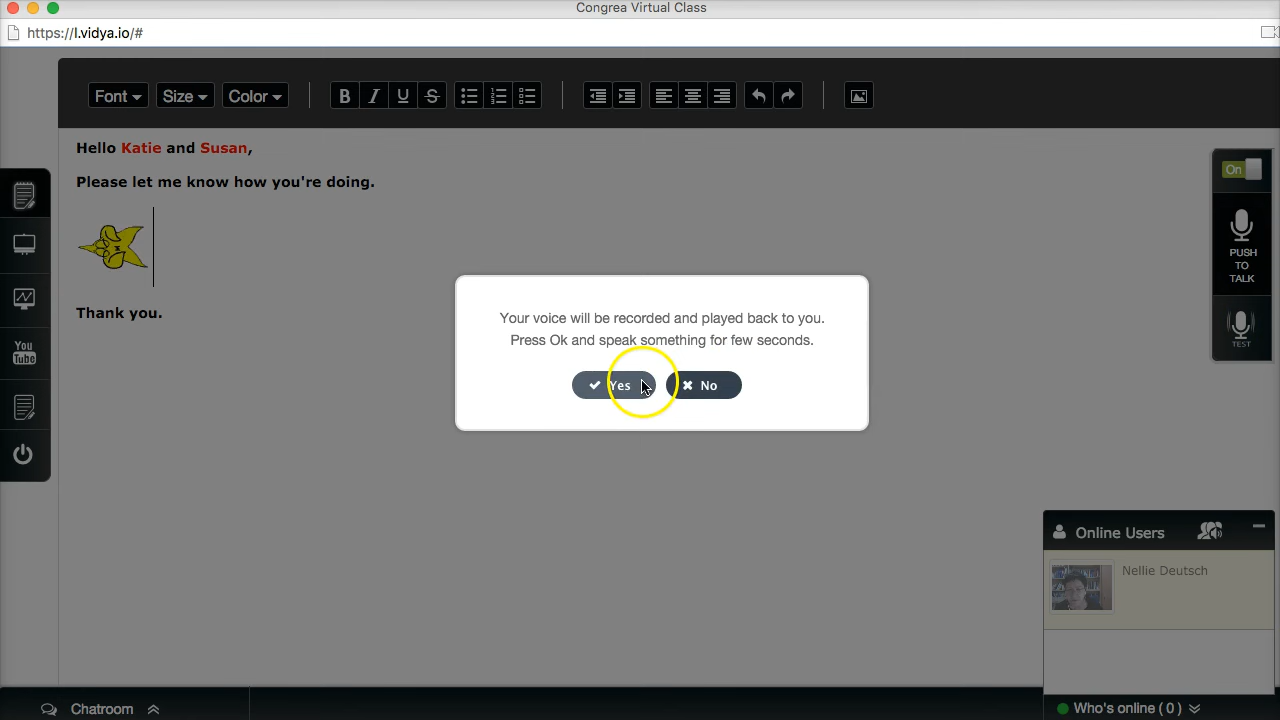 Congrea Virtual Class
https://l.vidya.io/#
Font Size Color B I U S
Hello Katie and Susan,
Please let me know how you're doing.
Thank you.
You
Tube
On
PUSH
TO
TALK
TEST
Your voice will be recorded and played back to you.
Press Ok and speak something for few seconds.
Yes No
Online Users
Nellie Deutsch
Chatroom
Who's online ( 0 )